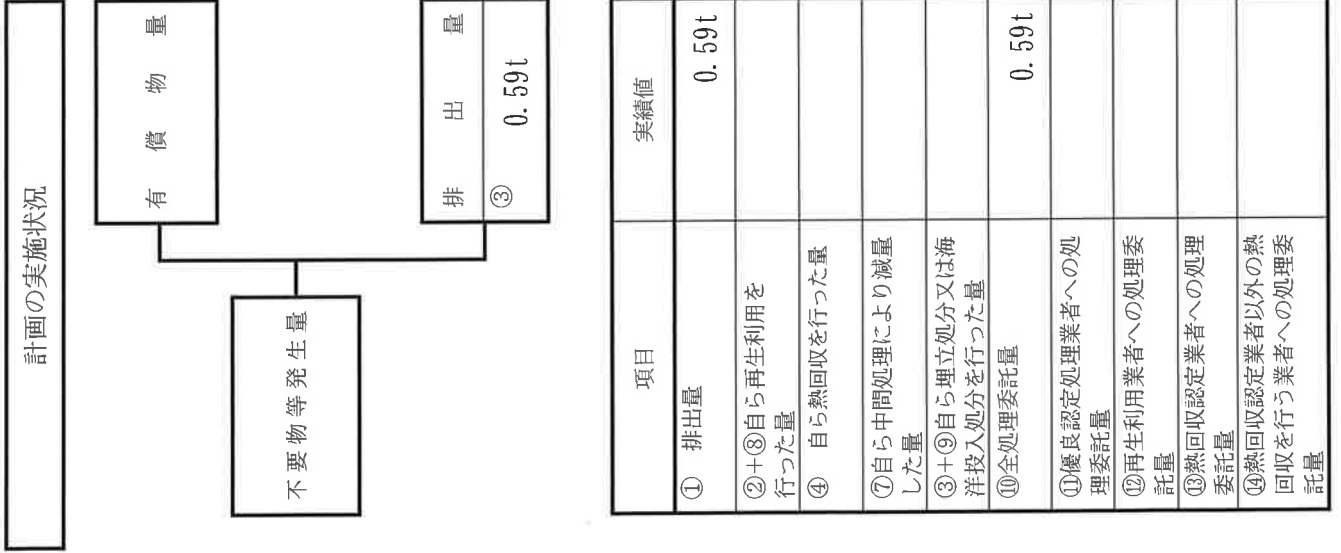 計画の実施状況
有償物量
不要物等発生量
排出量
③ 0.59t
項目 実績値
① 排出量 0.59t
②+⑧自ら再生利用を
行った量
④ 自ら熱回収を行った量
⑦自ら中間処理により減量
した量
③+⑨自ら埋立処分又は海
洋投入処分を行った量
⑩全処理委託量 0.59t
⑪優良認定処理業者への処
理委託量
⑫再生利用業者への処理委
託量
⑬熱回収認定業者への処理
委託量
⑭熱回収認定業者以外の熱
回収を行う業者への処理委
託量